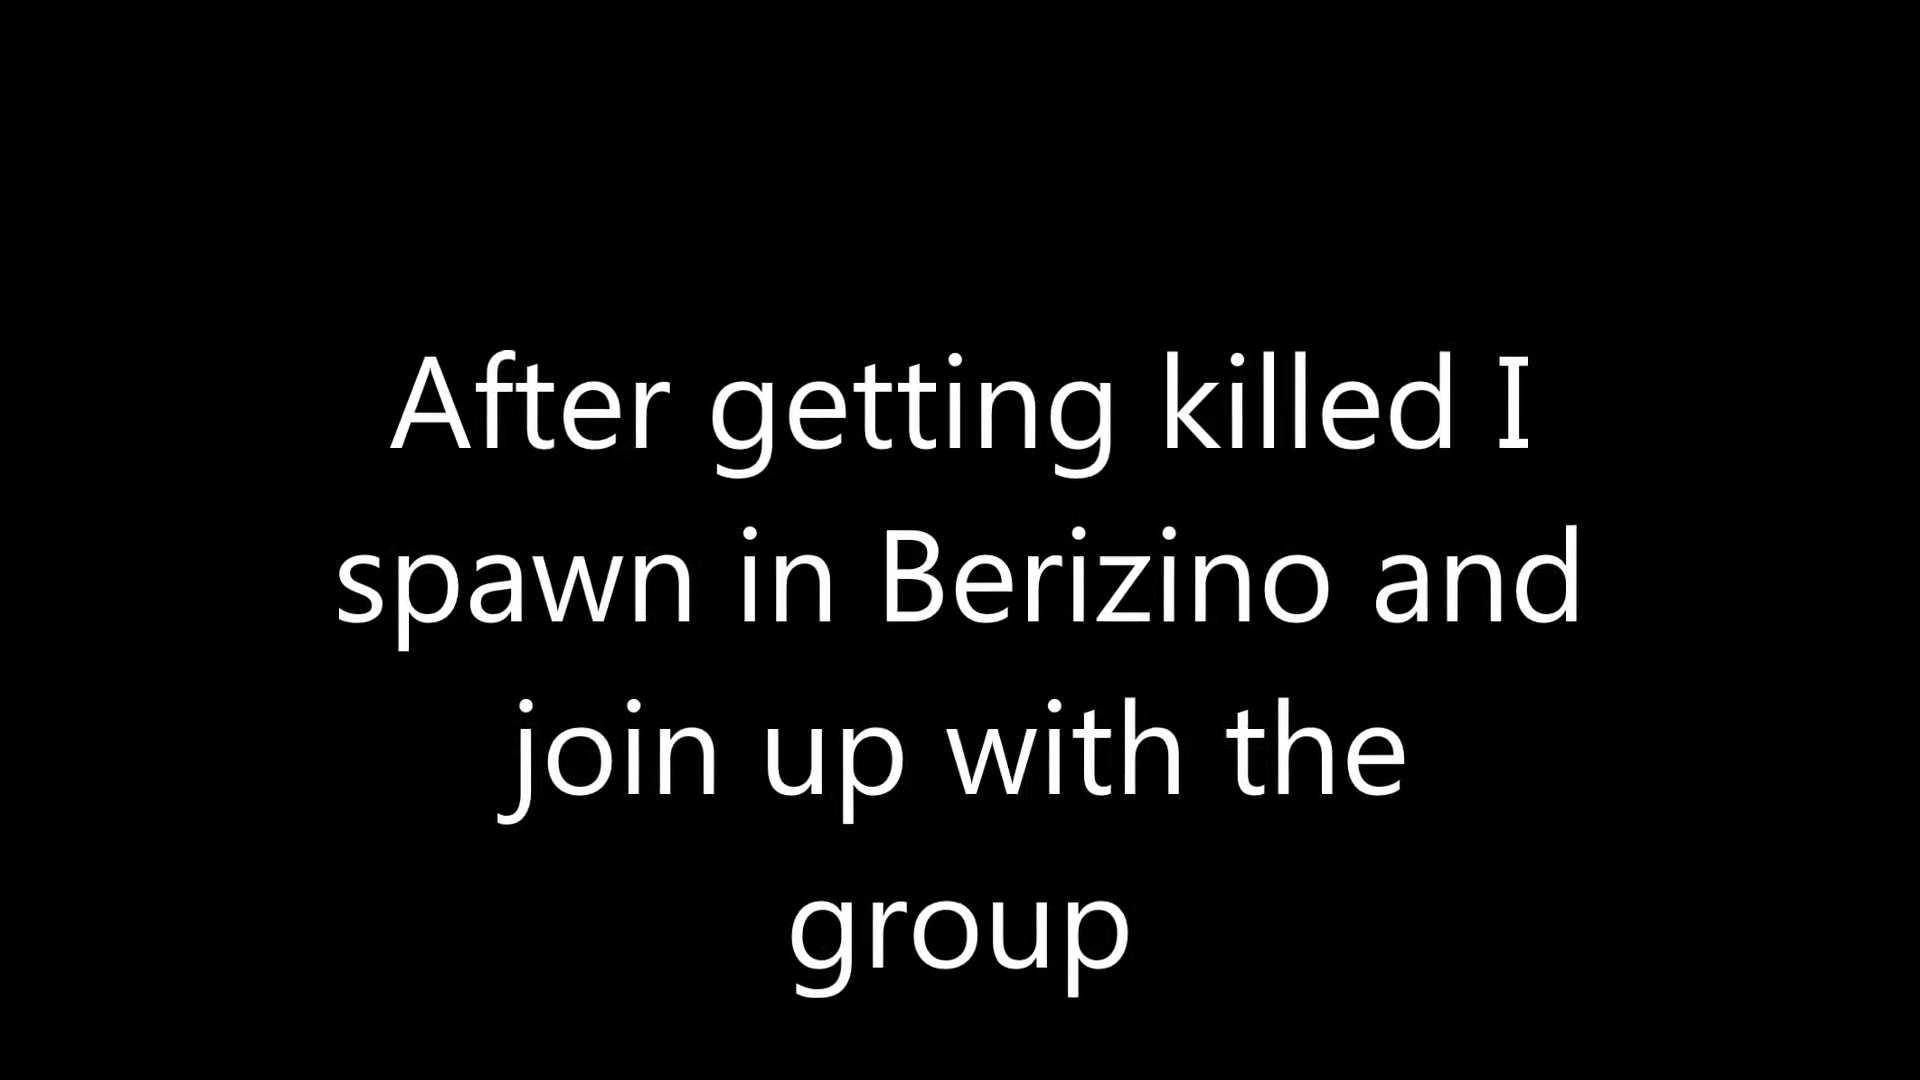 After getting killed I
spawn in Berizino and
join up with the
group